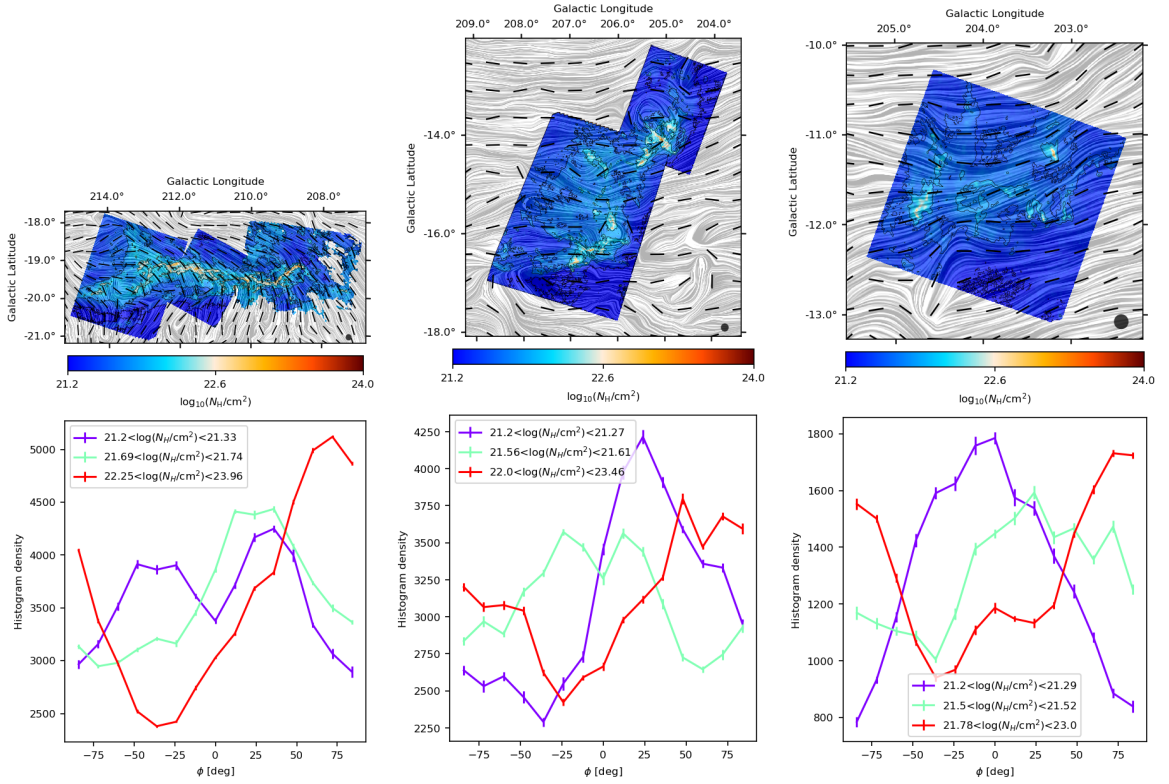 Galactic Longitude
214.0° 212.0° 210.0° 208.0°
Galactic Latitude
-18.0°
-19.0°
-20.0°
-21.0°
21.2 22.6 24.0
log10(NH/cm2)
Galactic Longitude
209.0° 208.0° 207.0° 206.0° 205.0° 204.0°
Galactic Latitude
-14.0°
-16.0°
-18.0°
21.2 22.6 24.0
log10(NH/cm2)
Galactic Longitude
205.0° 204.0° 203.0°
Galactic Latitude
-10.0°
-11.0°
-12.0°
-13.0°
21.2 22.6 24.0
log10(NH/cm2)
Histogram density
5000
4500
4000
3500
3000
2500
21.2<log(NH/cm2)<21.33
21.69<log(NH/cm2)<21.74
22.25<log(NH/cm2)<23.96
−75 −50 −25 0 25 50 75
ϕ [deg]
Histogram density
4250
4000
3750
3500
3250
3000
2750
2500
2250
21.2<log(NH/cm2)<21.27
21.56<log(NH/cm2)<21.61
22.0<log(NH/cm2)<23.46
−75 −50 −25 0 25 50 75
ϕ [deg]
Histogram density
1800
1600
1400
1200
1000
800
21.2<log(NH/cm2)<21.29
21.5<log(NH/cm2)<21.52
21.78<log(NH/cm2)<23.0
−75 −50 −25 0 25 50 75
ϕ [deg]